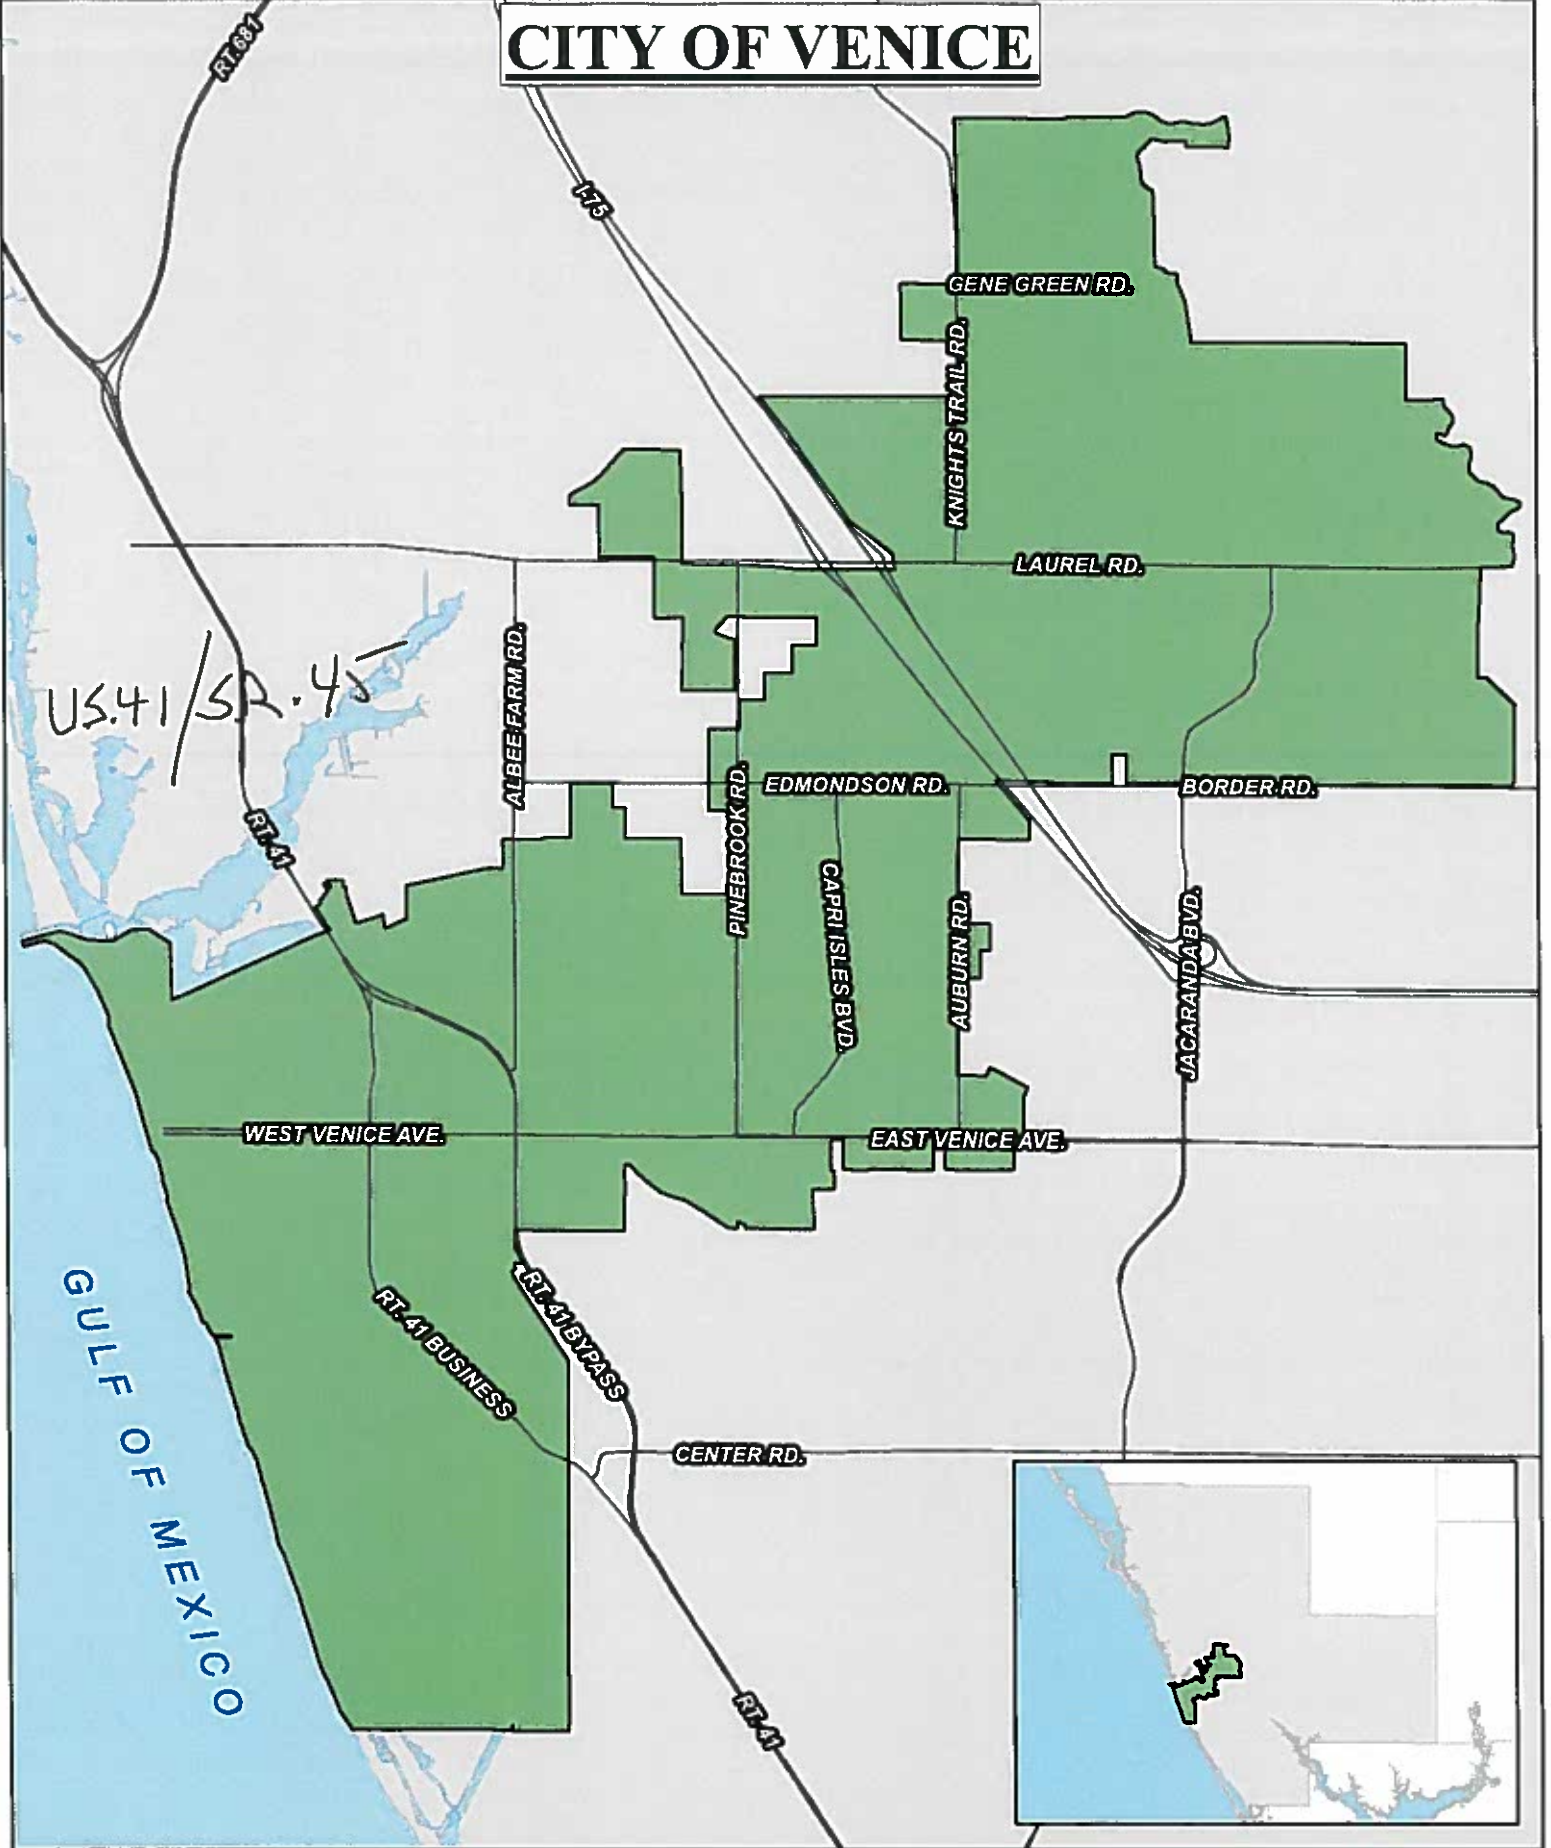 CITY OF VENICE
RT. 681
I-75
GENE GREEN RD.
KNIGHTS TRAIL RD.
LAUREL RD.
ALBEE FARM RD.
US.41/SR.45
PINEBROOK RD.
EDMONDSON RD.
BORDER RD.
RT. 41
CAPRI ISLES BVD.
AUBURN RD.
JACARANDA BVD.
WEST VENICE AVE.
EAST VENICE AVE.
GULF OF MEXICO
RT. 41 BUSINESS
RT. 41 BYPASS
CENTER RD.
RT. 41